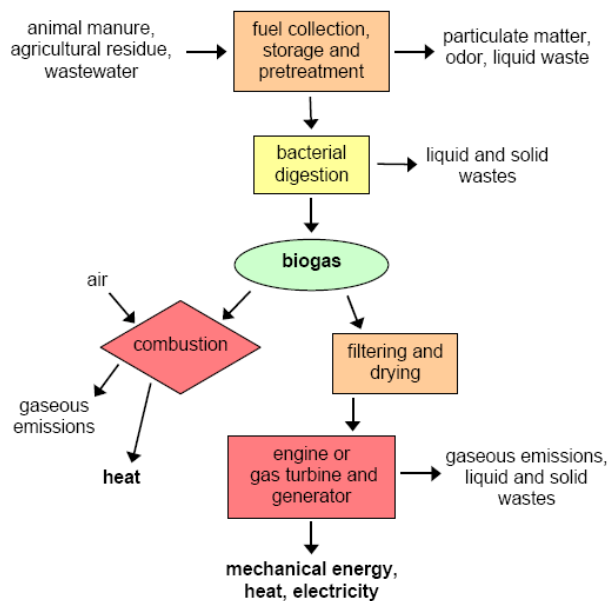 animal manure,
agricultural residue,
wastewater
fuel collection,
storage and
pretreatment
particulate matter,
odor, liquid waste
bacterial
digestion
liquid and solid
wastes
biogas
air
combustion
filtering and
drying
gaseous
emissions
heat
engine or
gas turbine and
generator
gaseous emissions,
liquid and solid
wastes
mechanical energy,
heat, electricity